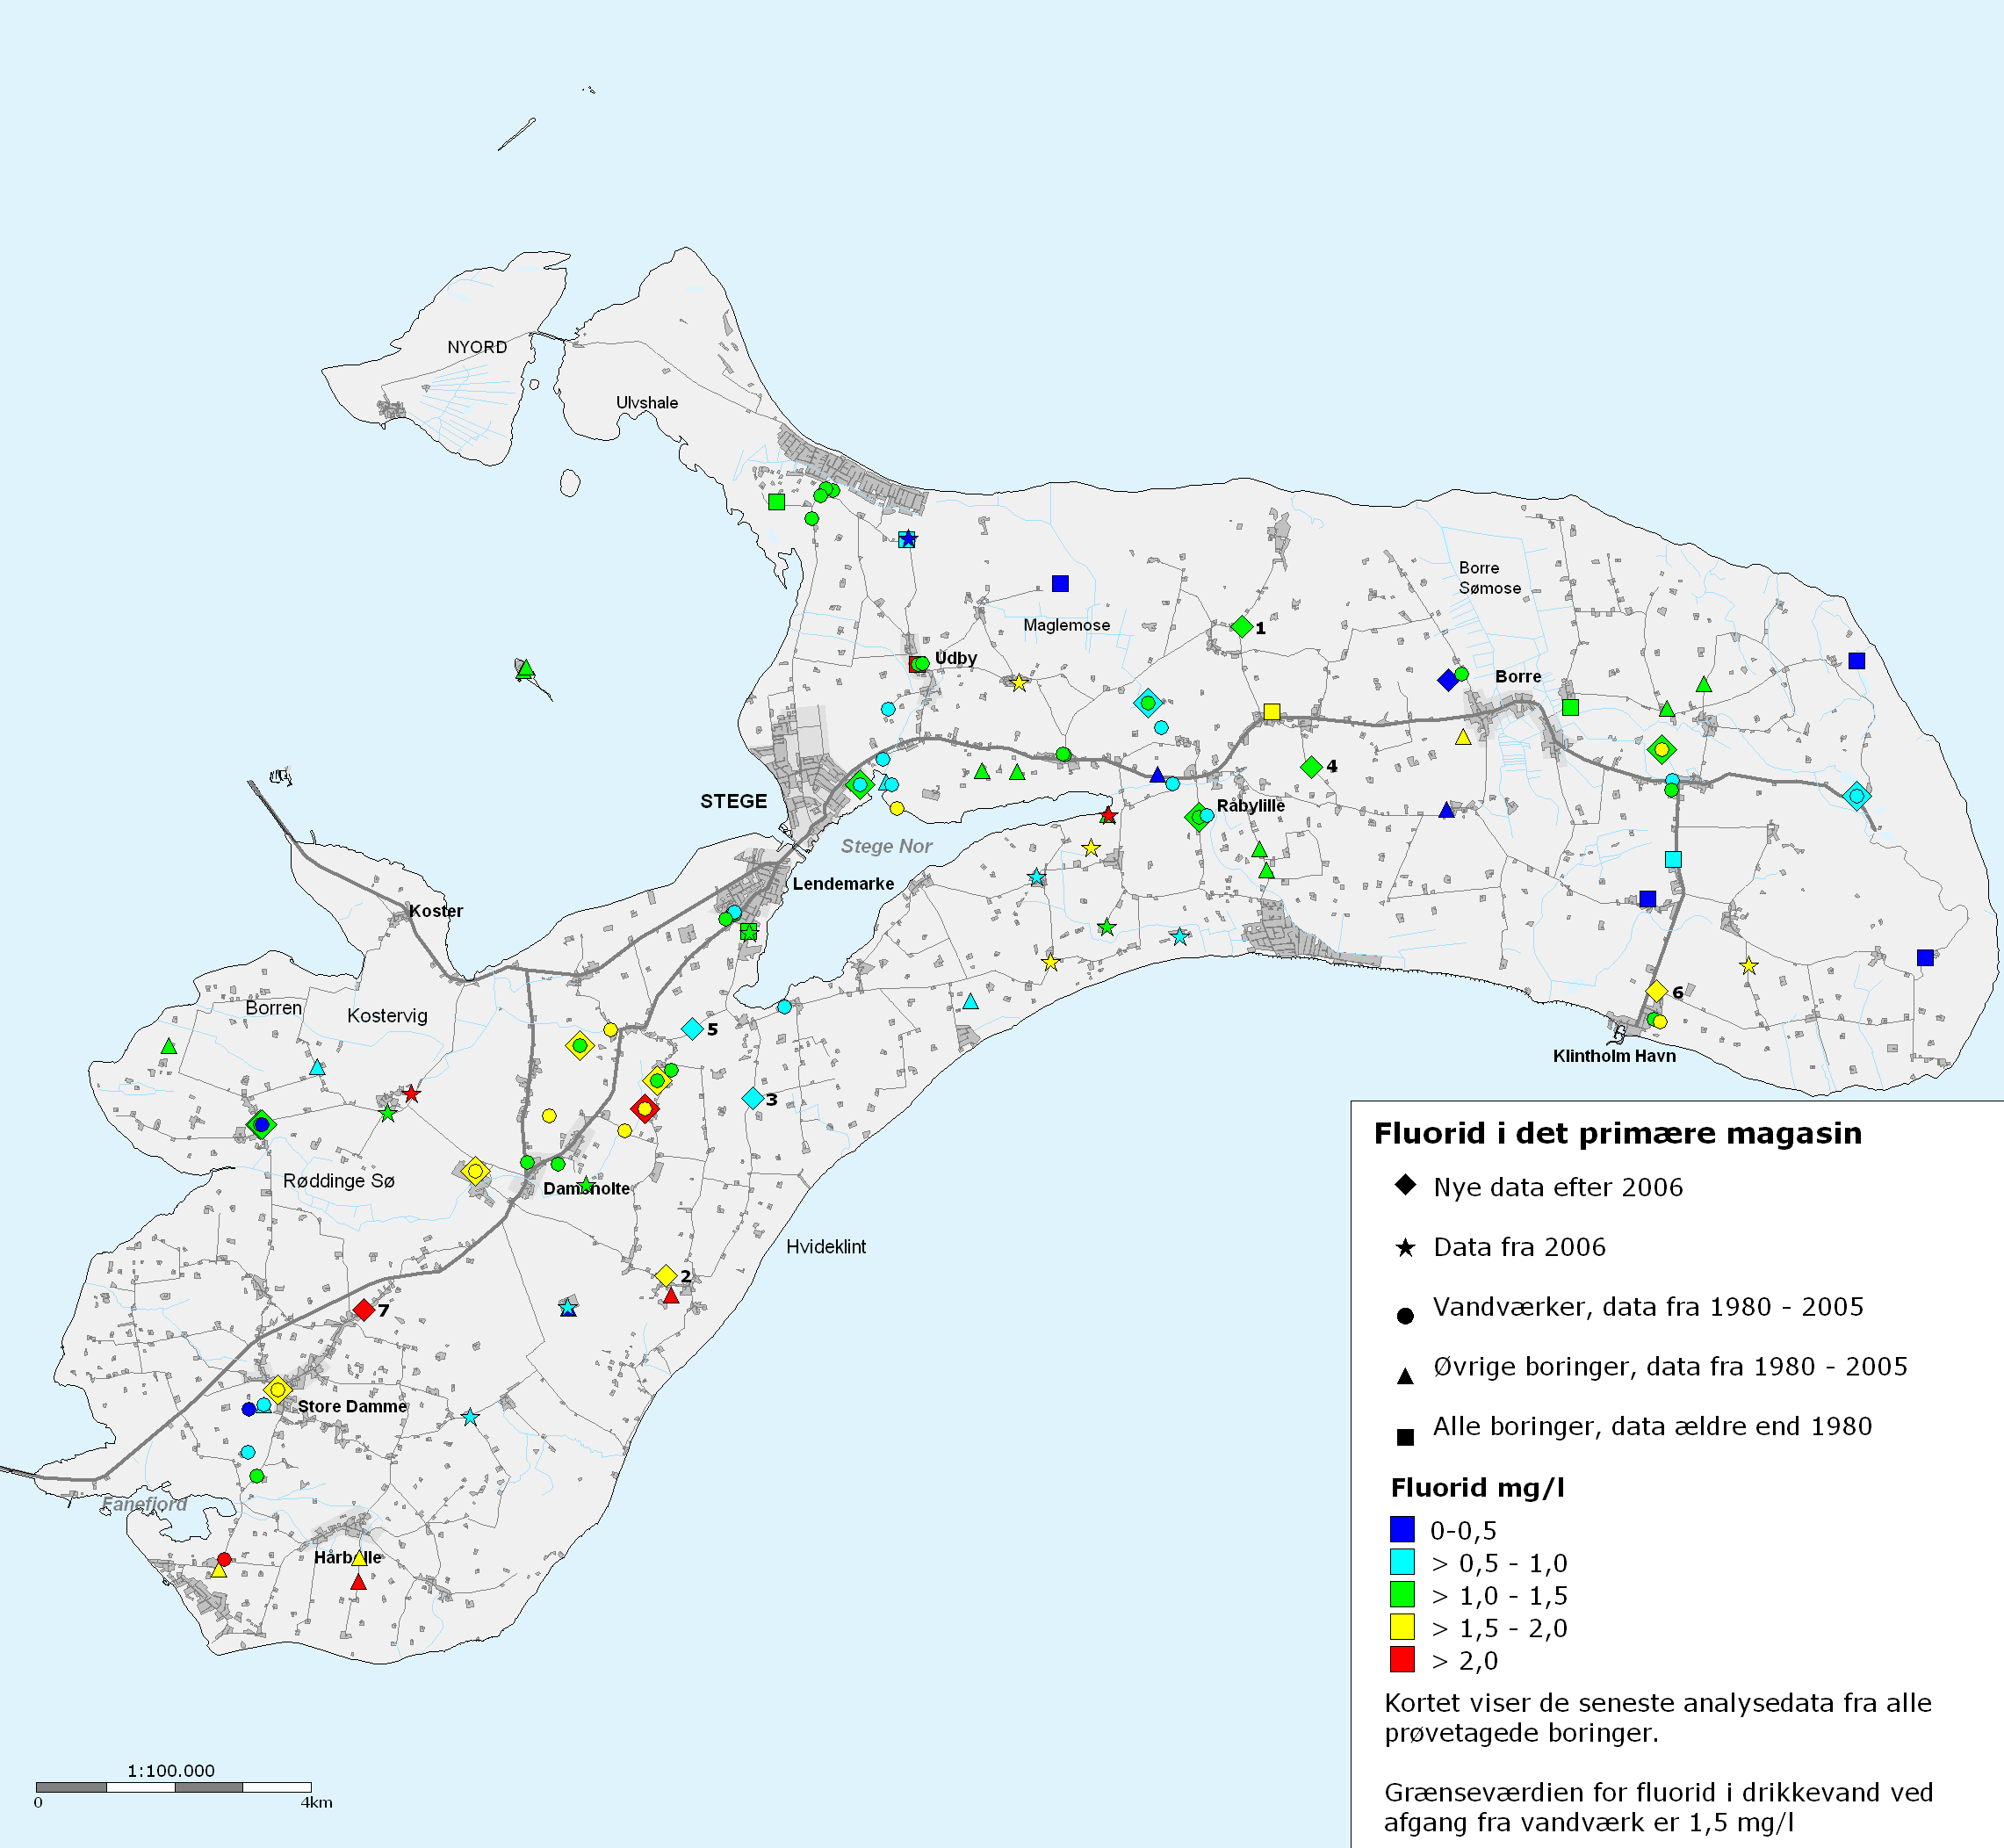 NYORD
Ulvshale
Borre
Sømose
Maglemose
1
Udby
Borre
4
STEGE
Råbylille
Stege Nor
Lendemarke
Koster
6
Borren
Kostervig
5
Klintholm Havn
3
Røddinge Sø
Damsholte
Hvideklint
2
7
Store Damme
Fanefjord
Hårbølle
1:100.000
0 4km
Fluorid i det primære magasin
Nye data efter 2006
Data fra 2006
Vandværker, data fra 1980 - 2005
Øvrige boringer, data fra 1980 - 2005
Alle boringer, data ældre end 1980
Fluorid mg/l
0-0,5
> 0,5 - 1,0
> 1,0 - 1,5
> 1,5 - 2,0
> 2,0
Kortet viser de seneste analysedata fra alle
prøvetagede boringer.
Grænseværdien for fluorid i drikkevand ved
afgang fra vandværk er 1,5 mg/l